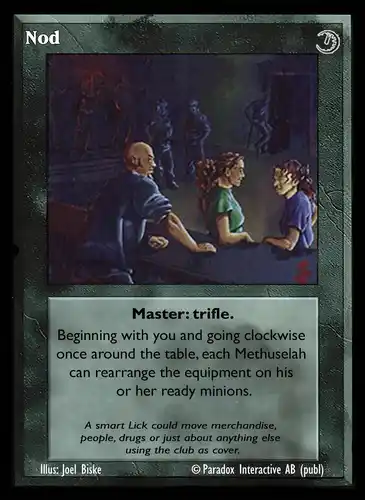 Nod
Master: trifle.
Beginning with you and going clockwise
once around the table, each Methuselah
can rearrange the equipment on his
or her ready minions.
A smart Lick could move merchandise,
people, drugs or just about anything else
using the club as cover.
Illus: Joel Biske © Paradox Interactive AB (publ)